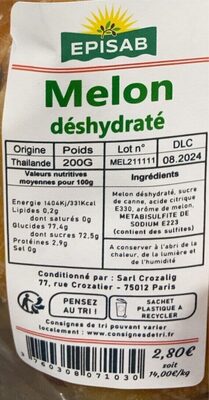 EPISAB
Melon
déshydraté
Origine Poids Lot n° DLC
Thailande 200G MEL211111 08.2024
Valeurs nutritives
moyennes pour 100g
Energie 1404Kj/331Kcal
Lipides 0,2g
dont saturés 0g
Glucides 77,4g
dont sucres 72.5g
Protéines 2,9g
Sel 0g
Ingrédients
Melon déshydraté, sucre
de canne, acide citrique
E330, arôme de melon,
METABISULFITE DE
SODIUM E223
(contient des sulfites)
A conserver à l'abri de la
chaleur, de la lumière et
de l'humidité
Conditionné par : Sarl Crozalig
77, rue Crozatier - 75012 Paris
PENSEZ
AU TRI !
SACHET
PLASTIQUE À
RECYCLER
Consignes de tri pouvant varier
localement : www.consignesdetri.fr
3 760308 071030
2,80€
soit
14,00€/kg